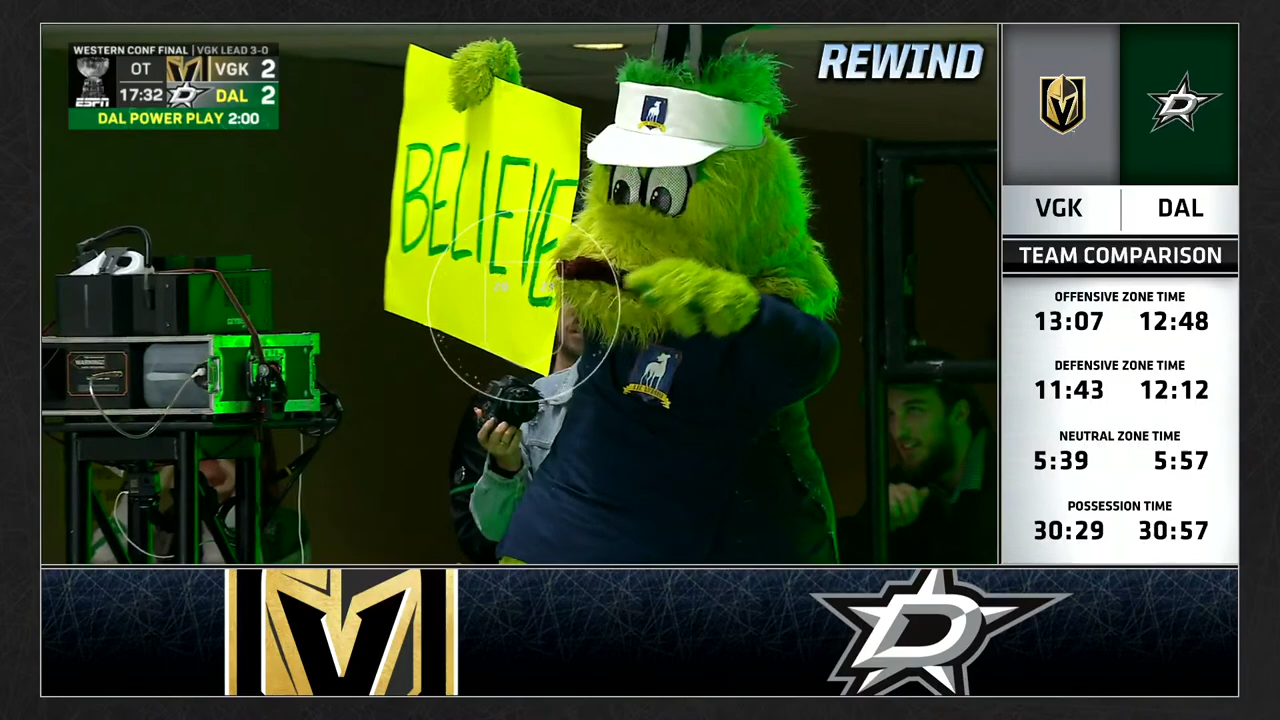 WESTERN CONF FINAL | VGK LEAD 3-0
OT VGK 2
17:32 DAL 2
ESPN
DAL POWER PLAY 2:00
REWIND
BELIEVE
WARNING!
VGK DAL
TEAM COMPARISON
OFFENSIVE ZONE TIME
13:07 12:48
DEFENSIVE ZONE TIME
11:43 12:12
NEUTRAL ZONE TIME
5:39 5:57
POSSESSION TIME
30:29 30:57